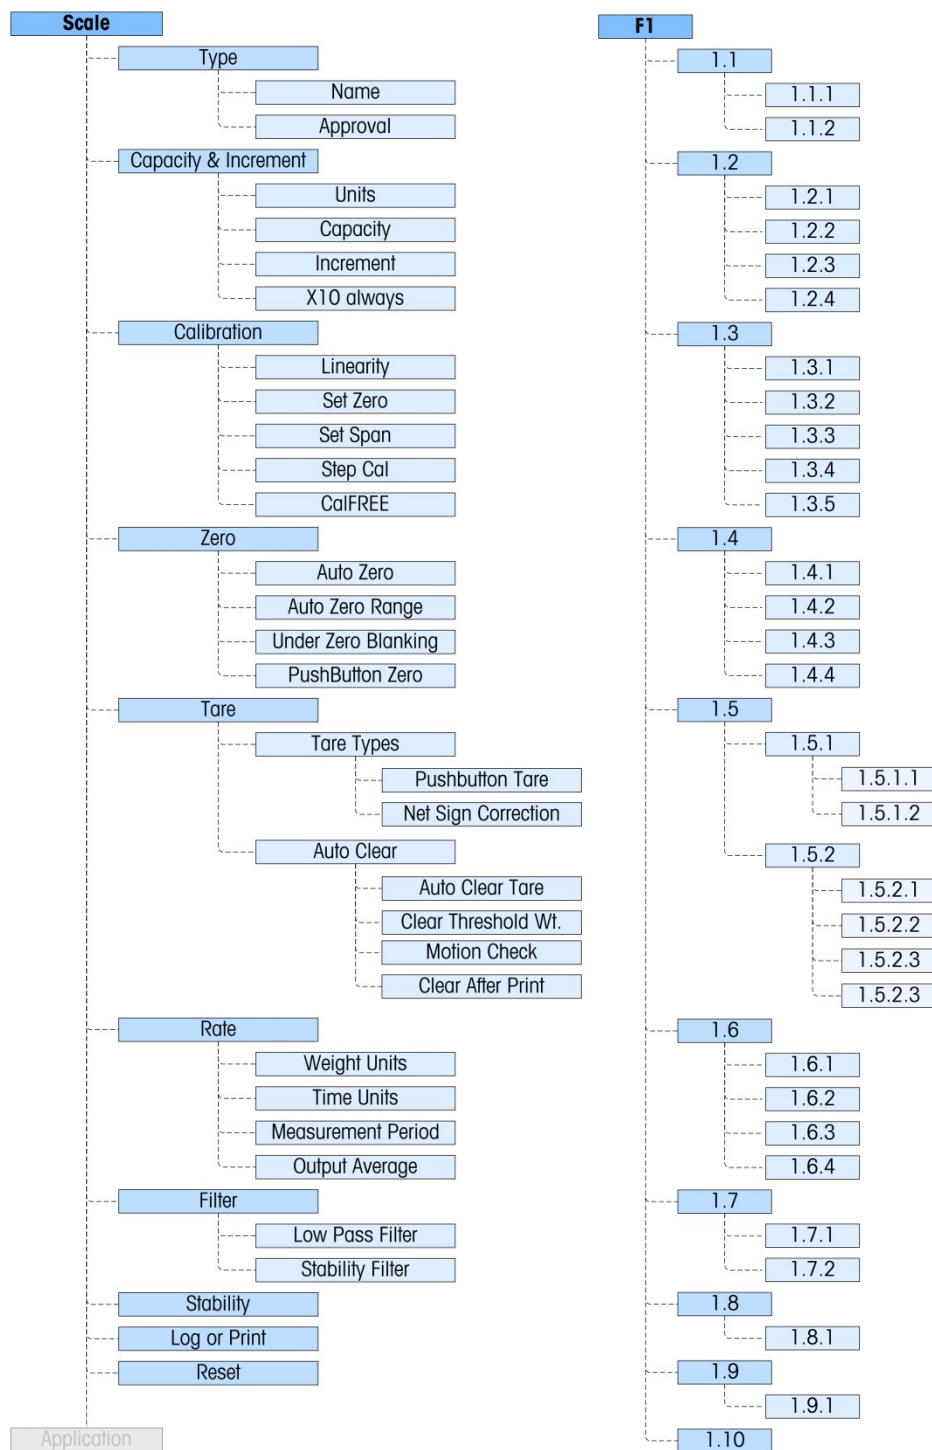 Scale
Type
Name
Approval
Capacity & Increment
Units
Capacity
Increment
X10 always
Calibration
Linearity
Set Zero
Set Span
Step Cal
CalFREE
Zero
Auto Zero
Auto Zero Range
Under Zero Blanking
PushButton Zero
Tare
Tare Types
Pushbutton Tare
Net Sign Correction
Auto Clear
Auto Clear Tare
Clear Threshold Wt.
Motion Check
Clear After Print
Rate
Weight Units
Time Units
Measurement Period
Output Average
Filter
Low Pass Filter
Stability Filter
Stability
Log or Print
Reset
Application
F1
1.1
1.1.1
1.1.2
1.2
1.2.1
1.2.2
1.2.3
1.2.4
1.3
1.3.1
1.3.2
1.3.3
1.3.4
1.3.5
1.4
1.4.1
1.4.2
1.4.3
1.4.4
1.5
1.5.1
1.5.1.1
1.5.1.2
1.5.2
1.5.2.1
1.5.2.2
1.5.2.3
1.5.2.3
1.6
1.6.1
1.6.2
1.6.3
1.6.4
1.7
1.7.1
1.7.2
1.8
1.8.1
1.9
1.9.1
1.10